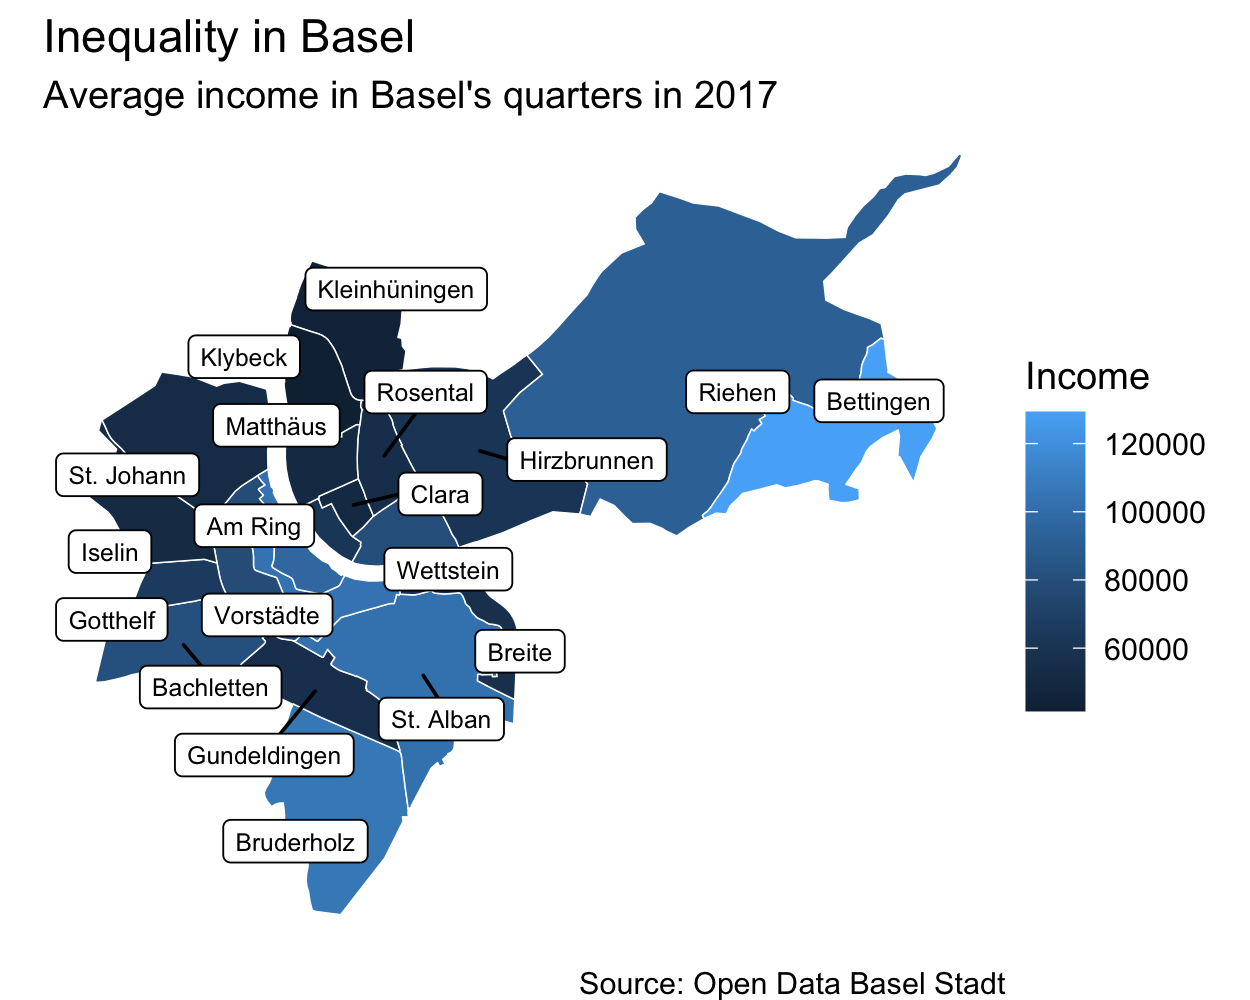 Inequality in Basel
Average income in Basel's quarters in 2017
Kleinhüningen
Klybeck
Rosental
Riehen
Bettingen
Matthäus
Hirzbrunnen
St. Johann
Clara
Am Ring
Iselin
Wettstein
Gotthelf
Vorstädte
Breite
Bachletten
St. Alban
Gundeldingen
Bruderholz
Income
120000
100000
80000
60000
Source: Open Data Basel Stadt